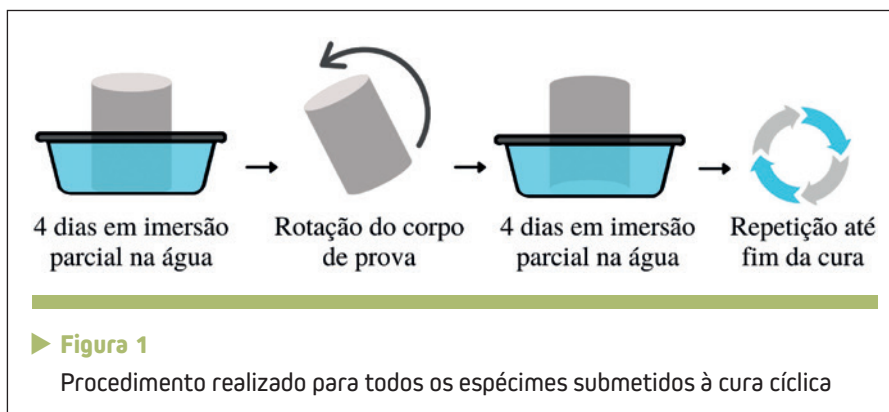 4 dias em imersão
parcial na água
Rotação do corpo
de prova
4 dias em imersão
parcial na água
Repetição até
fim da cura
Figura 1
Procedimento realizado para todos os espécimes submetidos à cura cíclica